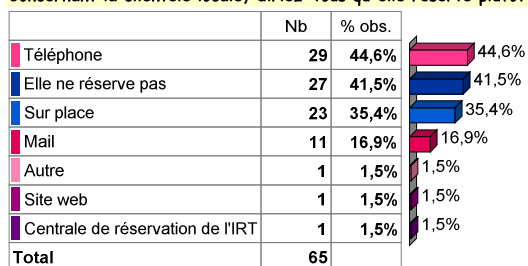 Nb % obs.
Téléphone 29 44,6% 44,6%
Elle ne réserve pas 27 41,5% 41,5%
Sur place 23 35,4% 35,4%
Mail 11 16,9% 16,9%
Autre 1 1,5% 1,5%
Site web 1 1,5% 1,5%
Centrale de réservation de l'IRT 1 1,5% 1,5%
Total 65